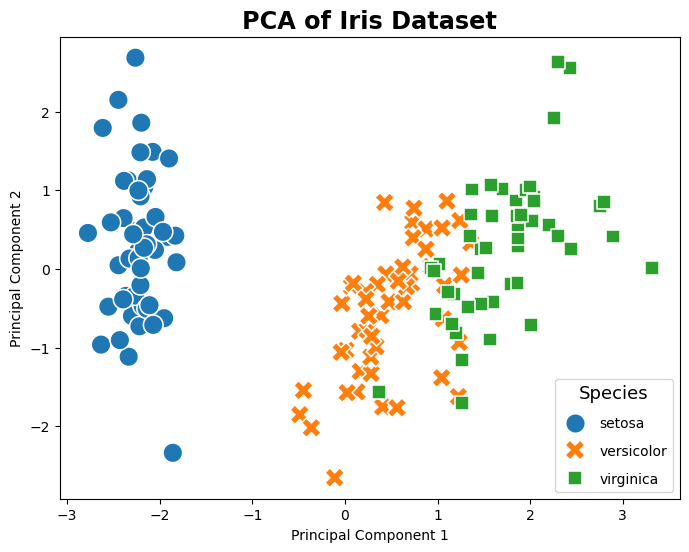 PCA of Iris Dataset
Principal Component 2
2
1
0
−1
−2
−3
−2
−1
0
1
2
3
Principal Component 1
Species
setosa
versicolor
virginica